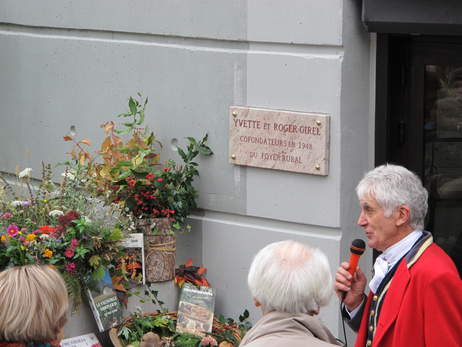 YVETTE ET ROGER GIREL
COFONDATEURS EN 1948
DU FOYER RURAL